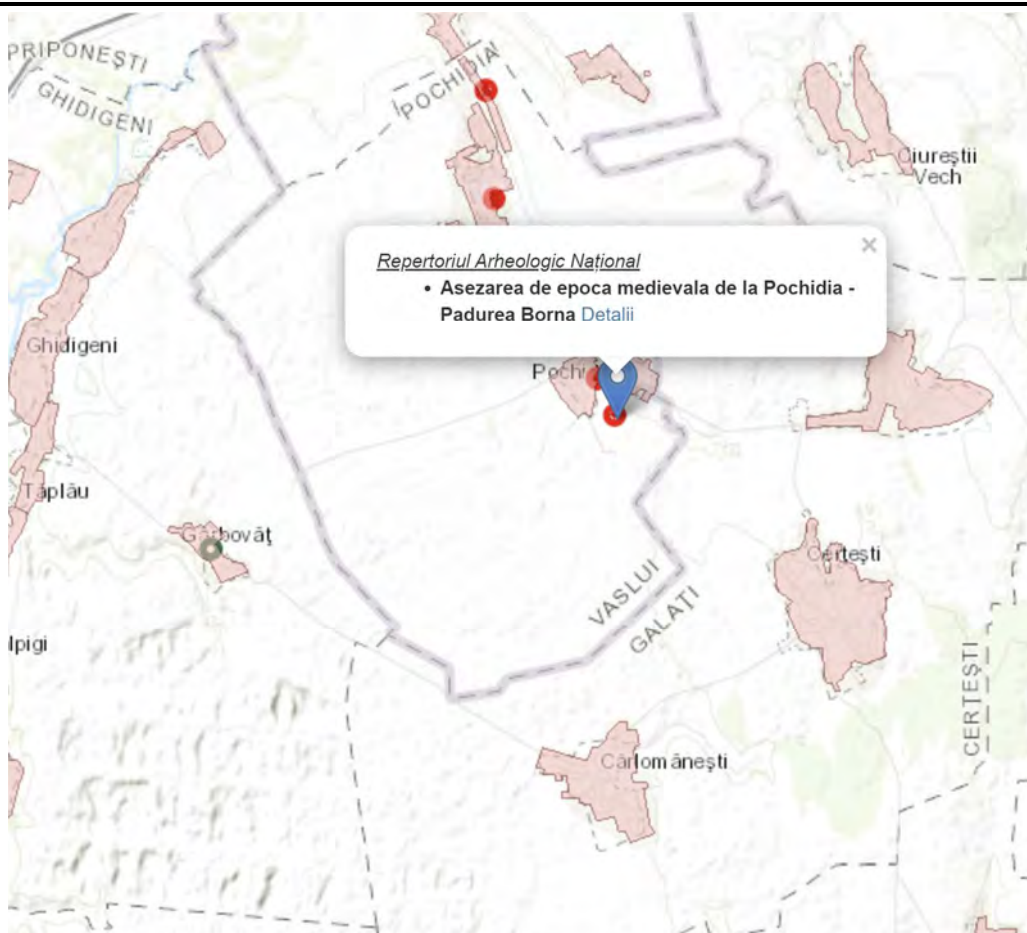 PRIPONEȘTI
GHIDIGENI
POCHIDIA
Ciureștii
Vech
×
Repertoriul Arheologic Național
• Asezarea de epoca medievala de la Pochidia -
Padurea Borna Detalii
Ghidigeni
Țăplău
Gârbovăț
Certești
VASLUI
GALAȚI
lpigi
CERTEȘTI
Cârlomănești